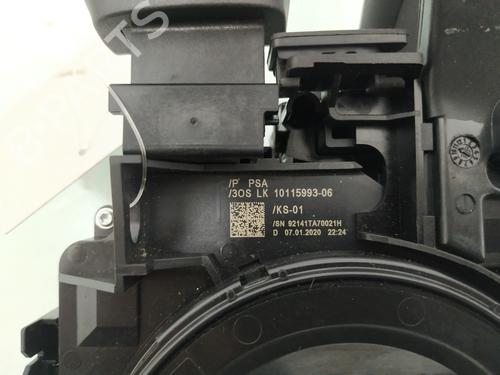 /P PSA
/3OS LK 10115993-06
/KS-01
/SN 92141TA70021H
D 07.01.2020 22:24